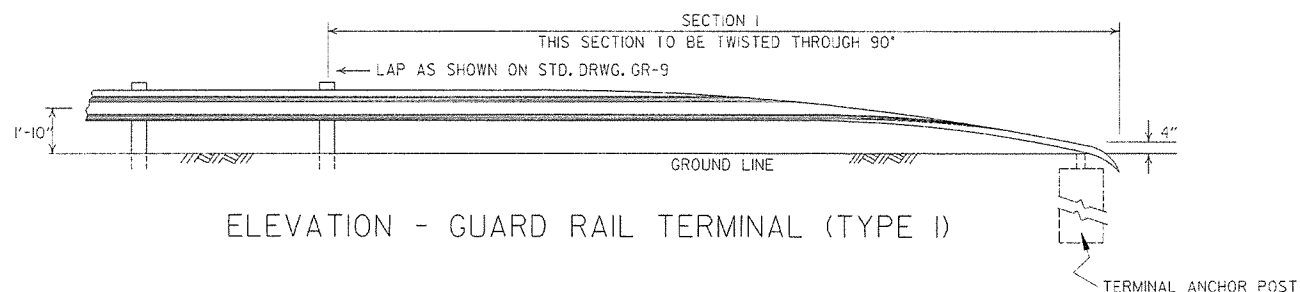 SECTION I
THIS SECTION TO BE TWISTED THROUGH 90°
LAP AS SHOWN ON STD. DRWG. GR-9
1'-10"
4"
GROUND LINE
ELEVATION - GUARD RAIL TERMINAL (TYPE I)
TERMINAL ANCHOR POST